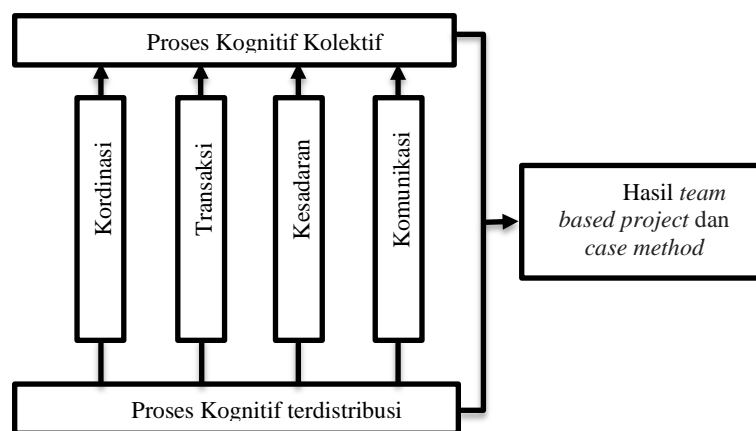 Proses Kognitif Kolektif
Kordinasi
Transaksi
Kesadaran
Komunikasi
Hasil team
based project dan
case method
Proses Kognitif terdistribusi